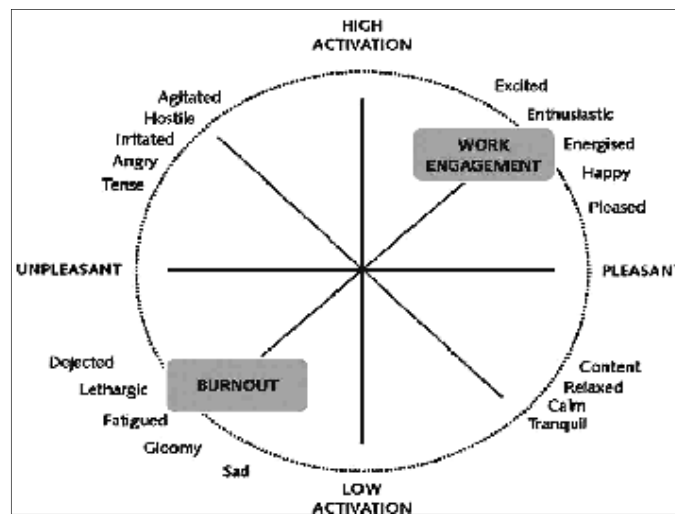 HIGH
ACTIVATION
Excited
Agitated
Hostile
Enthusiastic
Irritated
WORK
ENGAGEMENT
Energised
Angry
Happy
Tense
Pleased
UNPLEASANT
PLEASANT
Dejected
Content
Lethargic
BURNOUT
Relaxed
Calm
Fatigued
Tranquil
Gloomy
Sad
LOW
ACTIVATION